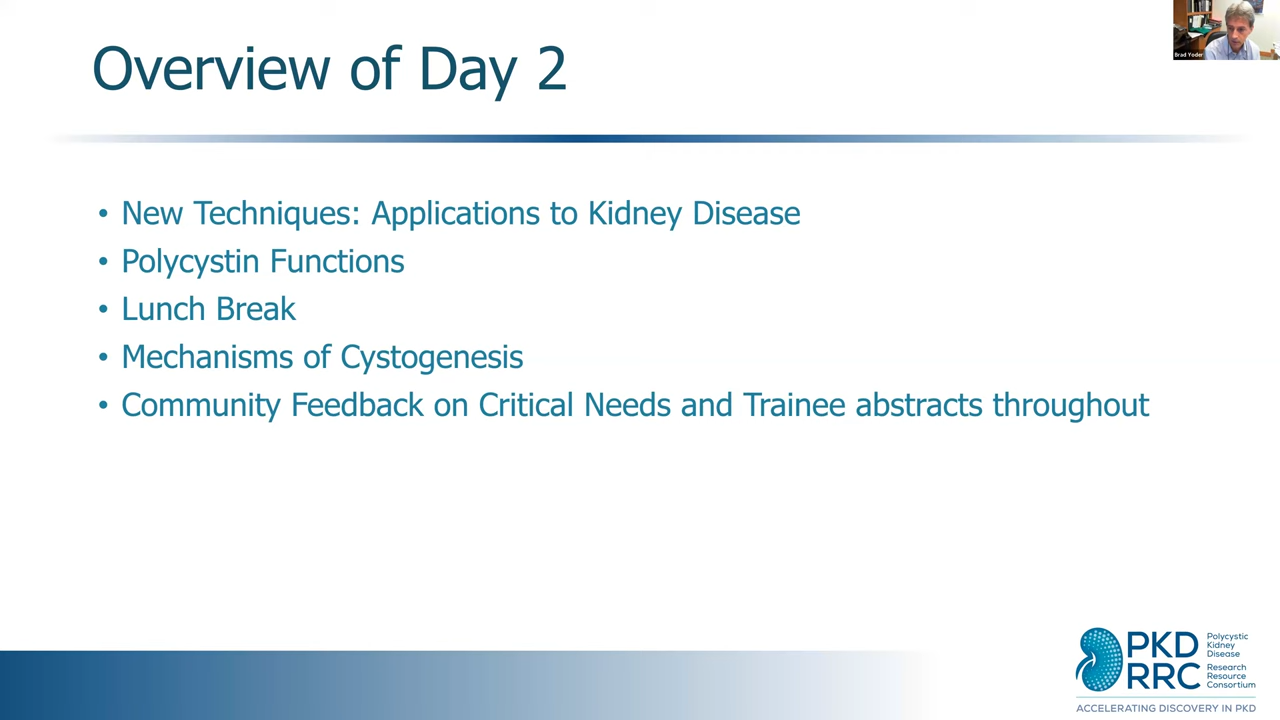 Overview of Day 2
Brad Yoder
• New Techniques: Applications to Kidney Disease
• Polycystin Functions
• Lunch Break
• Mechanisms of Cystogenesis
• Community Feedback on Critical Needs and Trainee abstracts throughout
PKD
RRC
Polycystic
Kidney
Disease
Research
Resource
Consortium
ACCELERATING DISCOVERY IN PKD